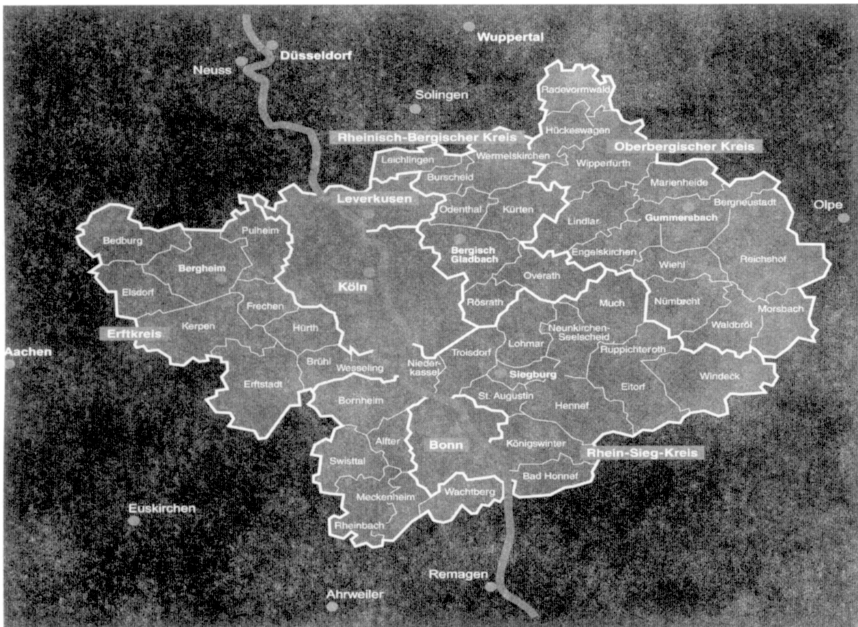 Wuppertal
Düsseldorf
Neuss
Radevormwald
Solingen
Hückeswagen
Rheinisch-Bergischer Kreis
Oberbergischer Kreis
Leichlingen
Wermelskirchen
Wipperfürth
Burscheid
Marienheide
Leverkusen
Bergneustadt
Odenthal
Kürten
Lindlar
Gummersbach
Olpe
Pulheim
Bedburg
Bergisch
Gladbach
Engelskirchen
Reichshof
Bergheim
Wiehl
Overath
Elsdorf
Köln
Rösrath
Much
Nümbrecht
Frechen
Morsbach
Erftkreis
Kerpen
Hürth
Neunkirchen-
Seelscheid
Waldbröl
Lohmar
Aachen
Troisdorf
Ruppichteroth
Brühl
Wesseling
Nieder-
kassel
Siegburg
Windeck
Erftstadt
Eitorf
Bornheim
St. Augustin
Hennef
Alfter
Bonn
Königswinter
Rhein-Sieg-Kreis
Swisttal
Bad Honnef
Meckenheim
Wachtberg
Euskirchen
Rheinbach
Remagen
Ahrweiler